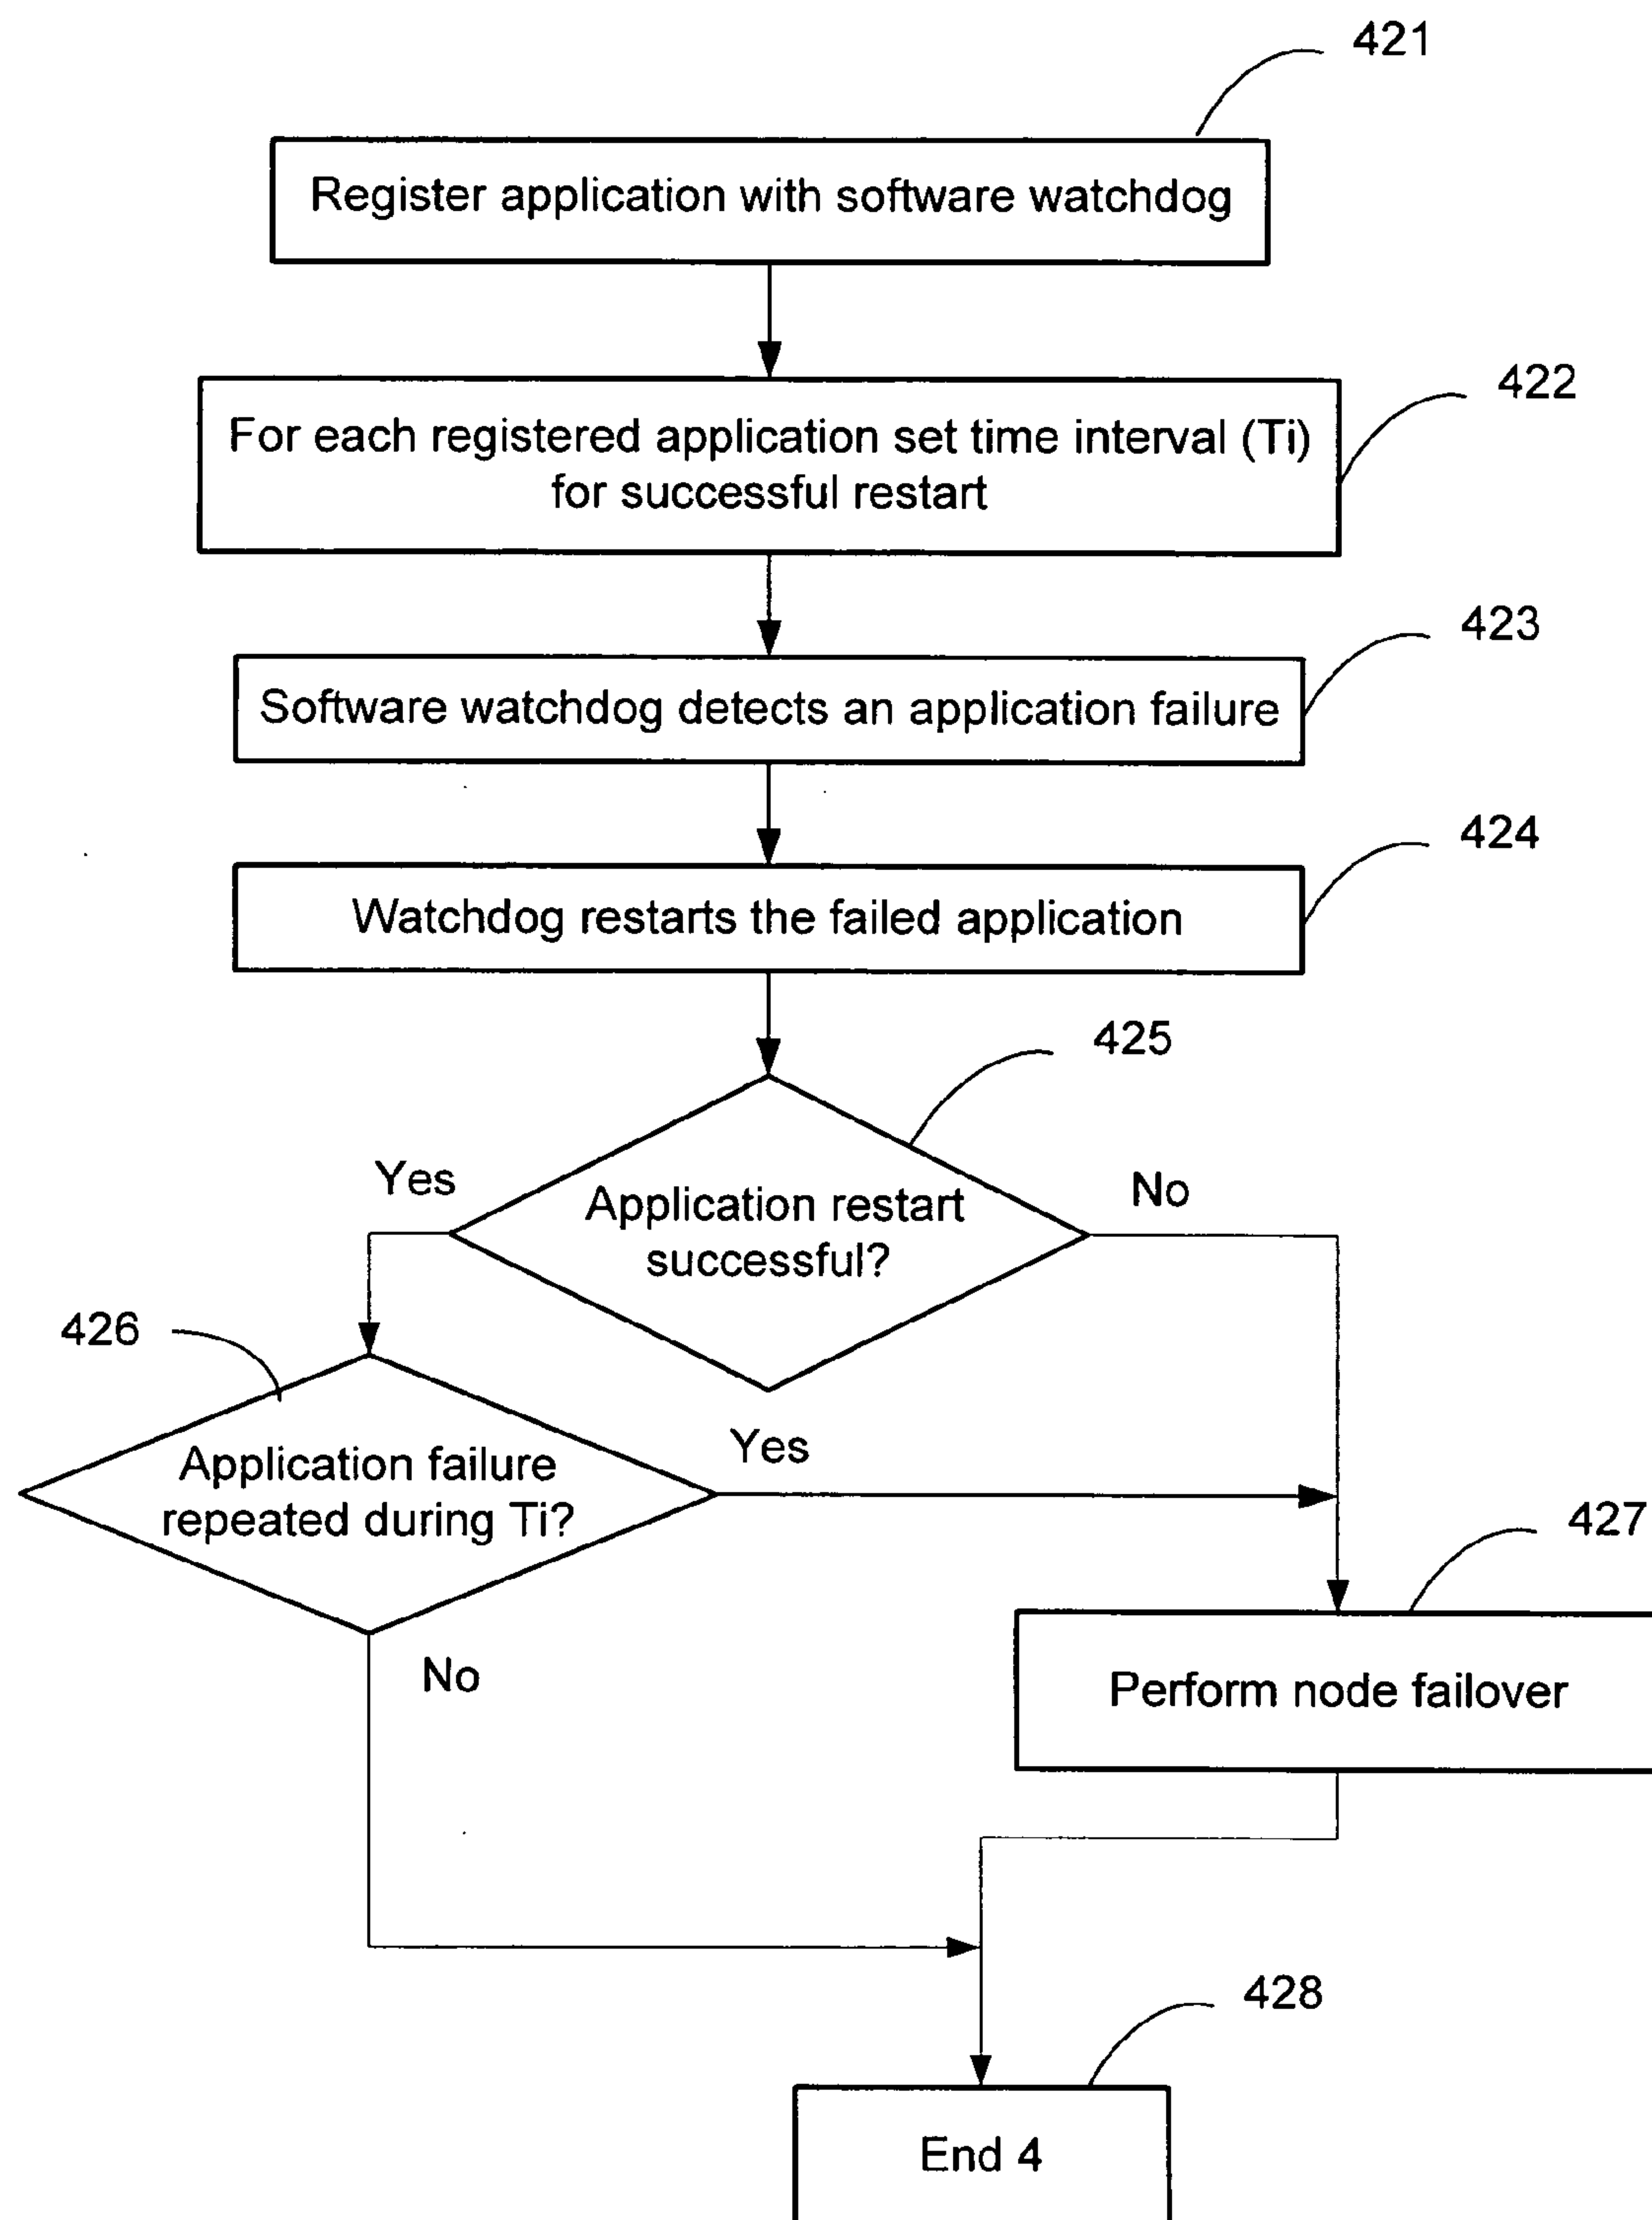 421
Register application with software watchdog
422
For each registered application set time interval (Ti)
for successful restart
423
Software watchdog detects an application failure
424
Watchdog restarts the failed application
425
Yes
No
Application restart
successful?
426
Application failure
repeated during Ti?
Yes
427
No
Perform node failover
428
End 4